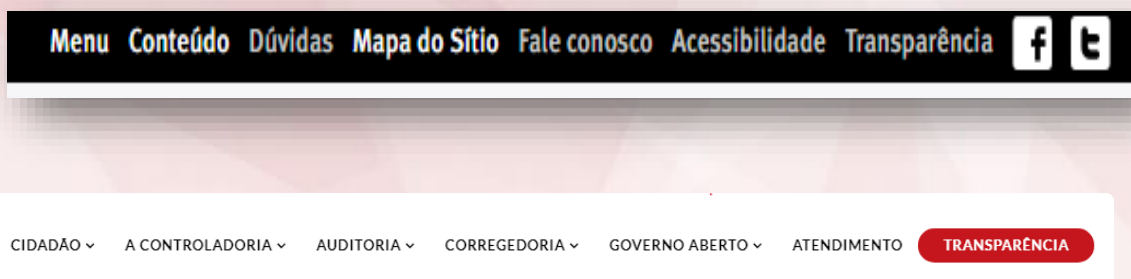 Menu Conteúdo Dúvidas Mapa do Sítio Fale conosco Acessibilidade Transparência f t
CIDADÃO A CONTROLADORIA AUDITORIA CORREGEDORIA GOVERNO ABERTO ATENDIMENTO TRANSPARÊNCIA